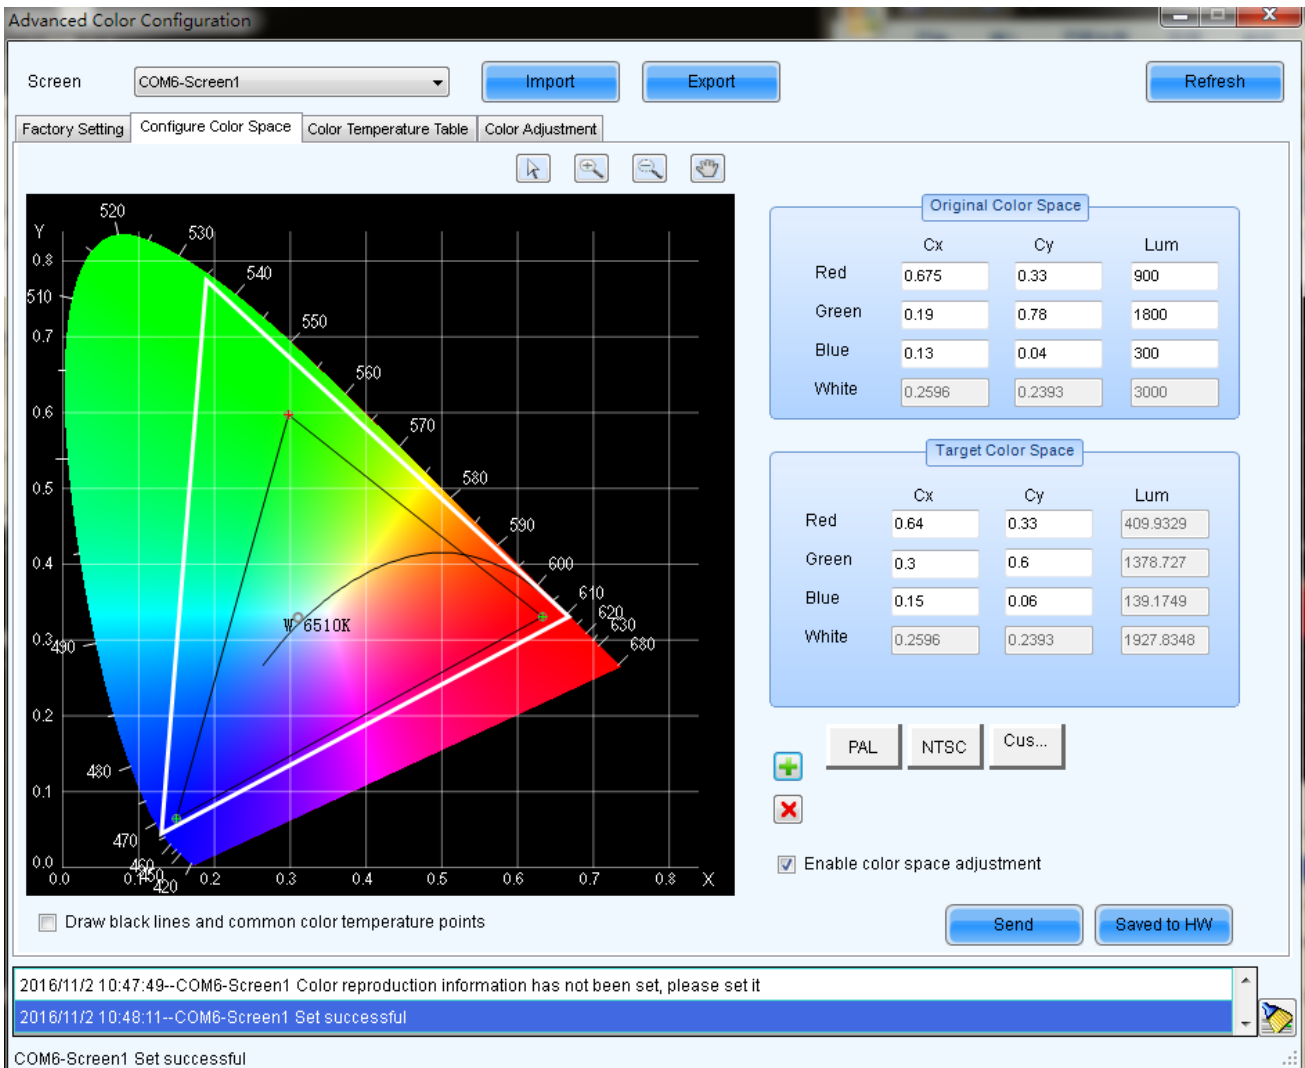 Advanced Color Configuration
Screen COM6-Screen1 Import Export Refresh
Factory Setting Configure Color Space Color Temperature Table Color Adjustment
Y
520
530
540
550
560
570
580
590
600
610
620
630
680
510
490
480
470
460
450
420
0.8
0.7
0.6
0.5
0.4
0.3
0.2
0.1
0.0
0.0 0.1 0.2 0.3 0.4 0.5 0.6 0.7 0.8 X
W 6510K
Original Color Space
Cx Cy Lum
Red 0.675 0.33 900
Green 0.19 0.78 1800
Blue 0.13 0.04 300
White 0.2596 0.2393 3000
Target Color Space
Cx Cy Lum
Red 0.64 0.33 409.9329
Green 0.3 0.6 1378.727
Blue 0.15 0.06 139.1749
White 0.2596 0.2393 1927.8348
PAL NTSC Cus...
Enable color space adjustment
Draw black lines and common color temperature points
Send Saved to HW
2016/11/2 10:47:49--COM6-Screen1 Color reproduction information has not been set, please set it
2016/11/2 10:48:11--COM6-Screen1 Set successful
COM6-Screen1 Set successful